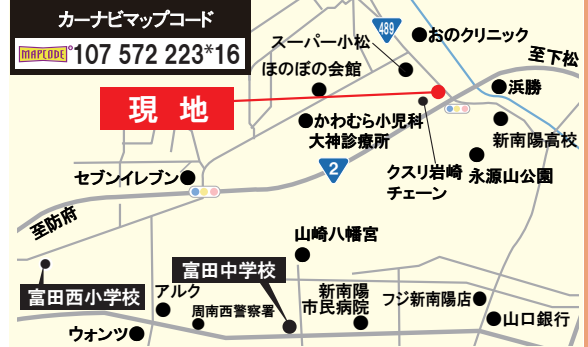 カーナビマップコード
MAPCODE 107 572 223*16
現地
489
スーパー小松
おのクリニック
至下松
ほのぼの会館
浜勝
かわむら小児科
大神診療所
新南陽高校
2
クスリ岩崎
チェーン
永源山公園
セブンイレブン
至防府
山崎八幡宮
富田中学校
富田西小学校
アルク
周南西警察署
新南陽
市民病院
フジ新南陽店
山口銀行
ウォンツ